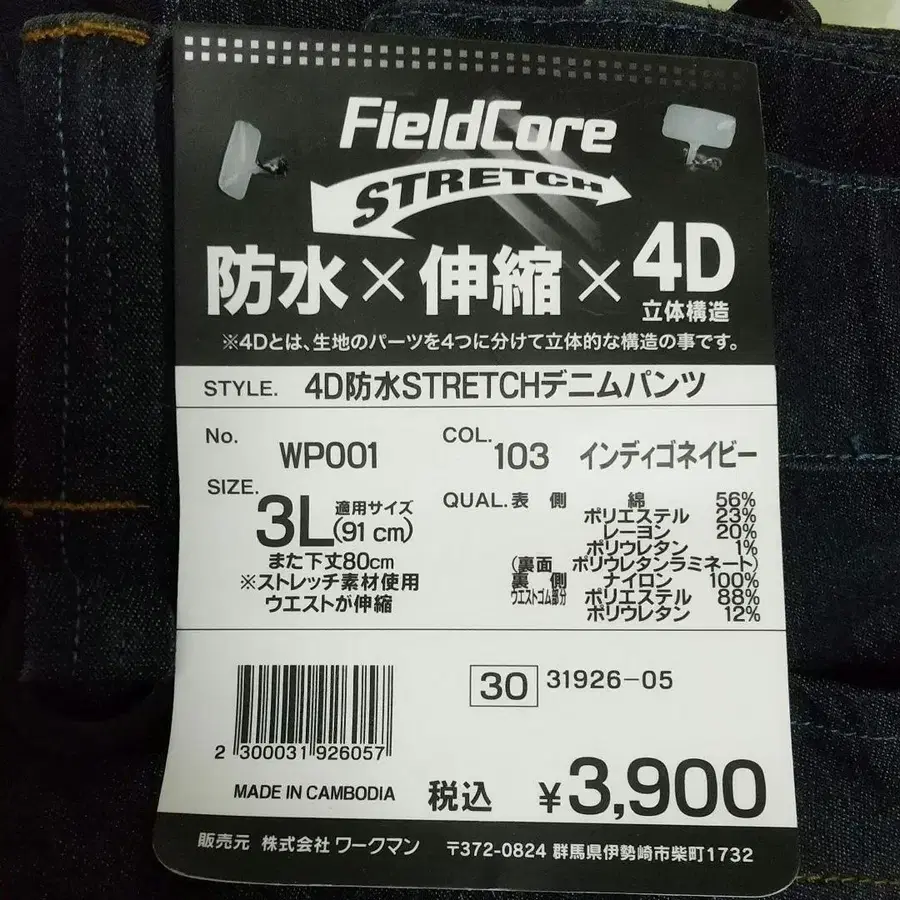 FieldCore
STRETCH
防水×伸縮×4D
立体構造
※4Dとは、生地のパーツを4つに分けて立体的な構造の事です。
STYLE. 4D防水STRETCHデニムパンツ
No. WP001
COL. 103 インディゴネイビー
SIZE. 3L 適用サイズ
(91 cm)
また下丈80cm
※ストレッチ素材使用
ウエストが伸縮
QUAL. 表側 綿 56%
ポリエステル 23%
レーヨン 20%
ポリウレタン 1%
(裏面 ポリウレタンラミネート)
裏側 ナイロン 100%
ウエストゴム部分 ポリエステル 88%
ポリウレタン 12%
30 31926-05
2 300031 926057
MADE IN CAMBODIA
税込 ¥3,900
販売元 株式会社 ワークマン 〒372-0824 群馬県伊勢崎市柴町1732